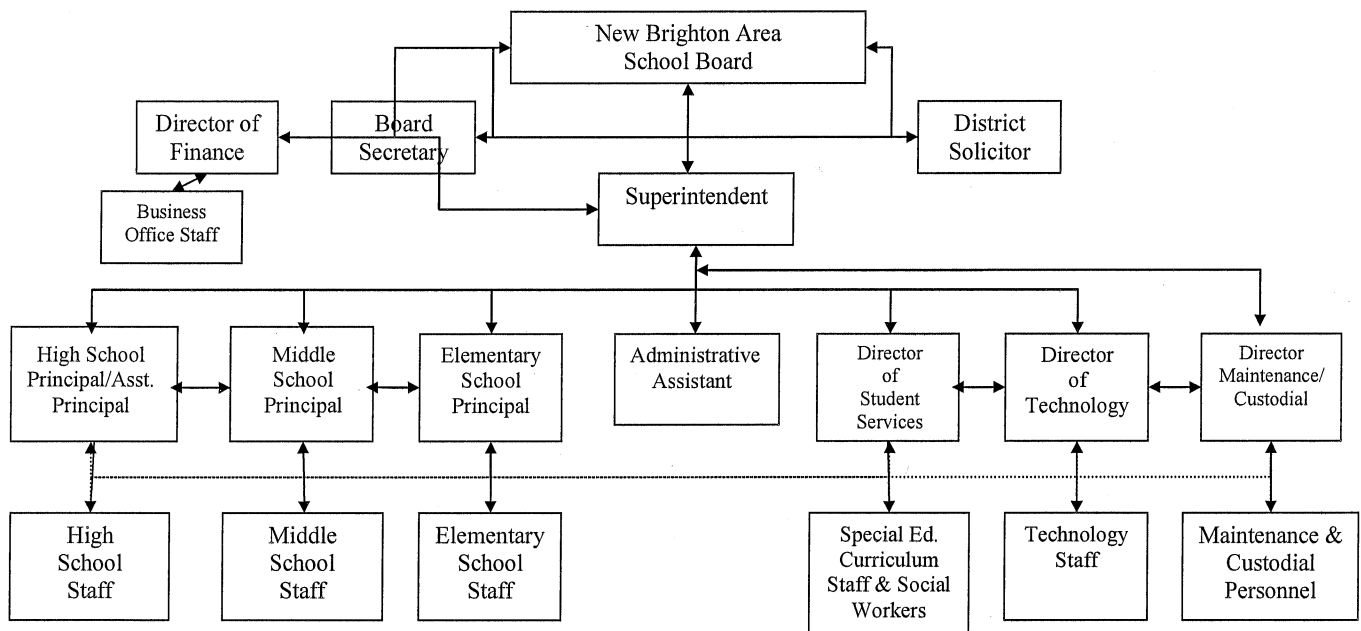 New Brighton Area
School Board
Director of
Finance
Board
Secretary
District
Solicitor
Business
Office Staff
Superintendent
High School
Principal/Asst.
Principal
Middle
School
Principal
Elementary
School
Principal
Administrative
Assistant
Director
of
Student
Services
Director
of
Technology
Director
Maintenance/
Custodial
High
School
Staff
Middle
School
Staff
Elementary
School
Staff
Special Ed.
Curriculum
Staff & Social
Workers
Technology
Staff
Maintenance &
Custodial
Personnel